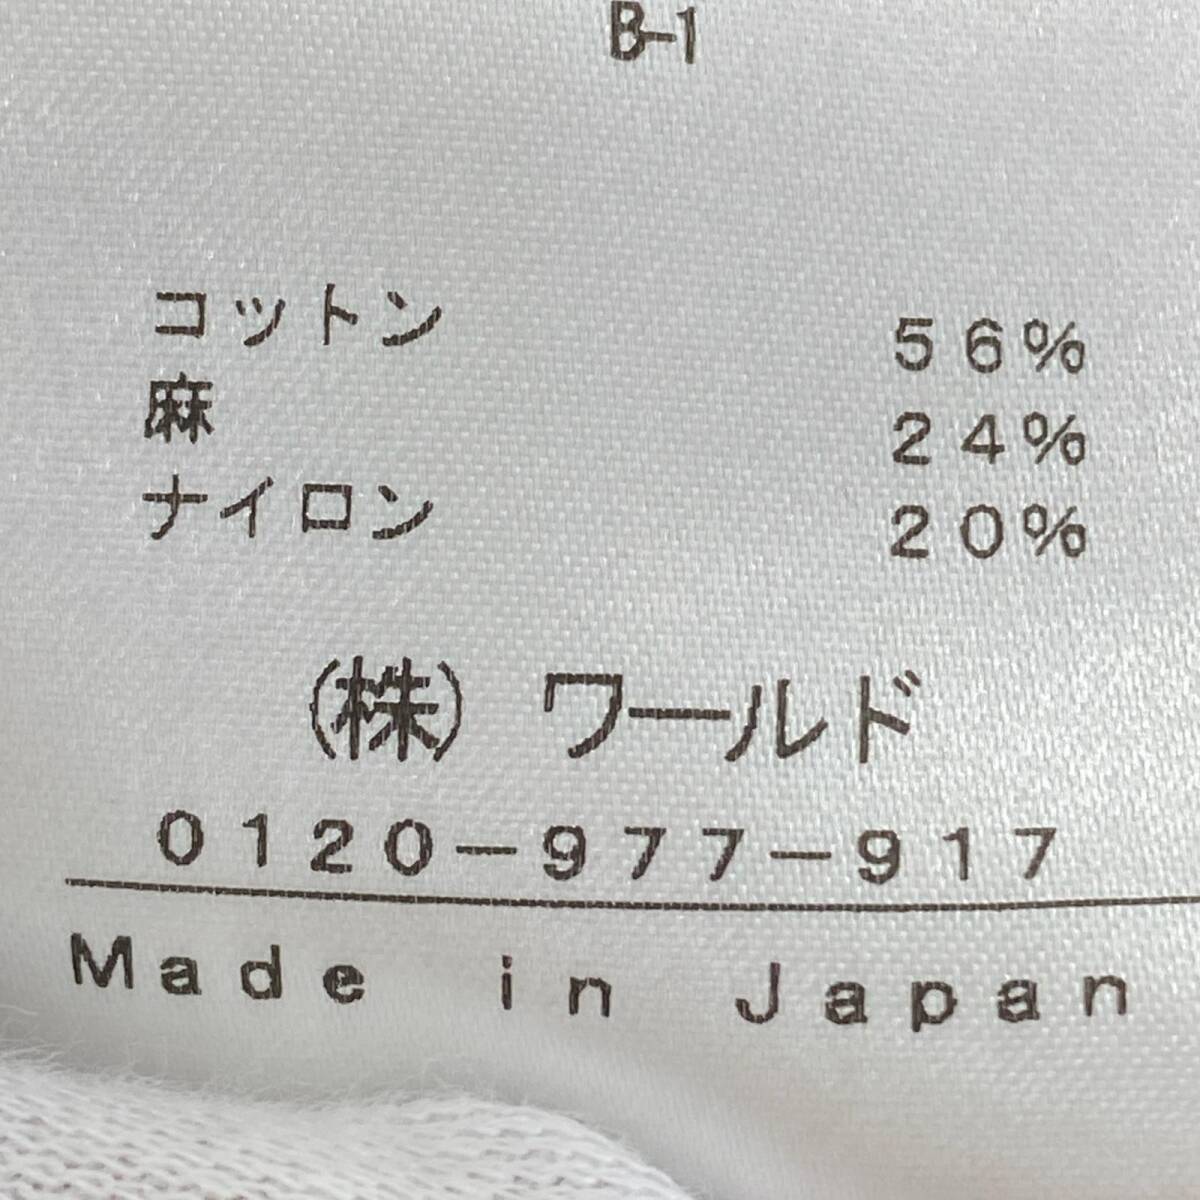 B-1
コットン 56%
麻 24%
ナイロン 20%
(株) ワールド
0120-977-917
Made in Japan